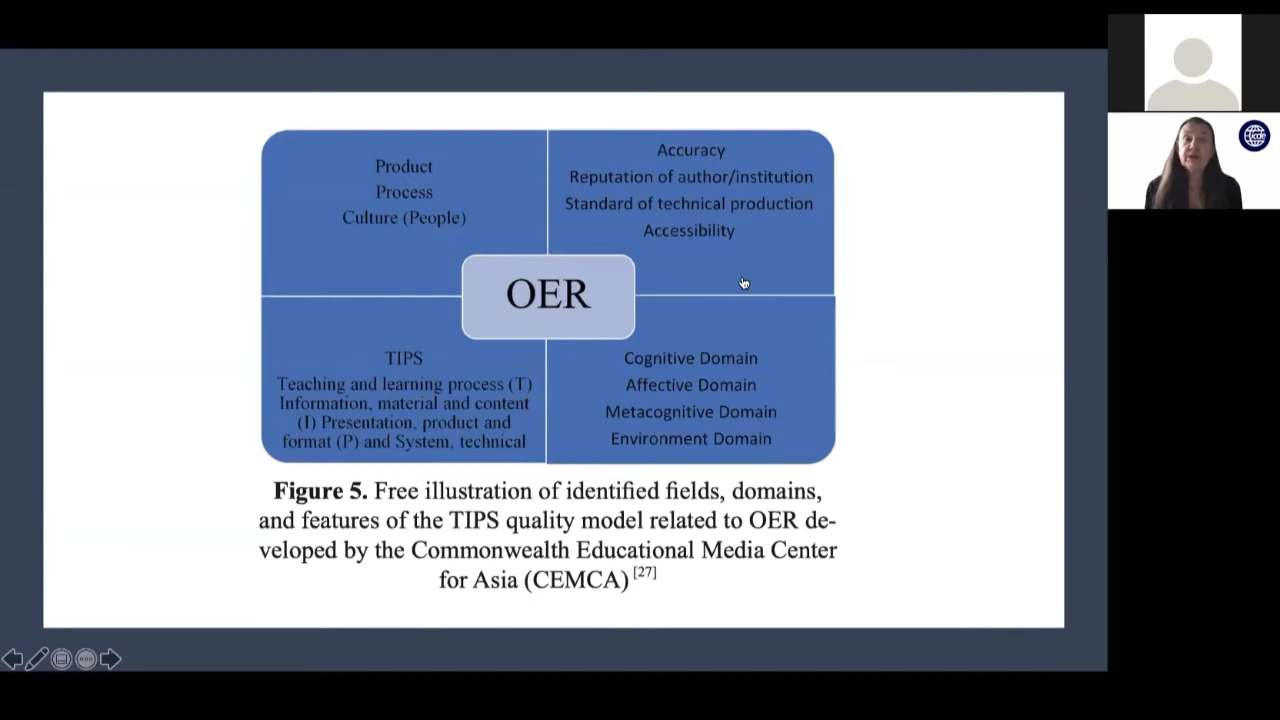 Product
Process
Culture (People)
Accuracy
Reputation of author/institution
Standard of technical production
Accessibility
OER
TIPS
Teaching and learning process (T)
Information, material and content
(I) Presentation, product and
format (P) and System, technical
Cognitive Domain
Affective Domain
Metacognitive Domain
Environment Domain
Figure 5. Free illustration of identified fields, domains,
and features of the TIPS quality model related to OER de-
veloped by the Commonwealth Educational Media Center
for Asia (CEMCA) [27]
icde